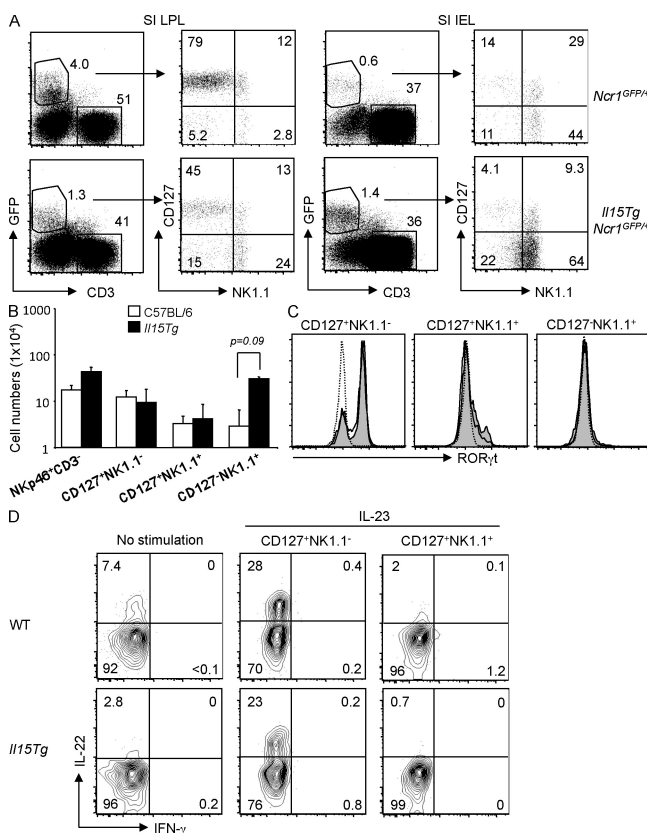 A
SI LPL
SI IEL
4.0
51
79
12
5.2
2.8
0.6
37
14
29
11
44
Ncr1GFP/+
GFP
1.3
41
CD127
45
13
15
24
GFP
1.4
36
CD127
4.1
9.3
22
64
Il15Tg
Ncr1GFP/+
CD3
NK1.1
CD3
NK1.1
B
Cell numbers (1x10⁴)
1000
100
10
1
C57BL/6
Il15Tg
p=0.09
NKp46⁺CD3⁻
CD127⁺NK1.1⁻
CD127⁺NK1.1⁺
CD127⁻NK1.1⁺
C
CD127⁺NK1.1⁻
CD127⁺NK1.1⁺
CD127⁻NK1.1⁺
RORγt
D
IL-23
No stimulation
CD127⁺NK1.1⁻
CD127⁺NK1.1⁺
WT
7.4
0
92
<0.1
28
0.4
70
0.2
2
0.1
96
1.2
Il15Tg
IL-22
2.8
0
96
0.2
23
0.2
76
0.8
0.7
0
99
0
IFN-γ